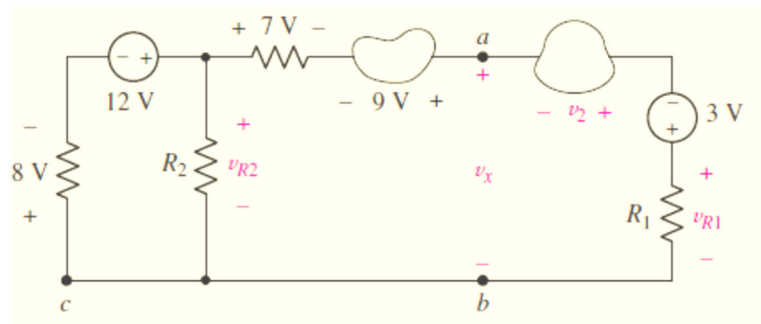 + 7 V −
a
− +
12 V
− 9 V +
+
− v2 +
−
+
3 V
−
8 V
+
R2
+
vR2
−
vx
R1
+
vR1
−
−
c
b